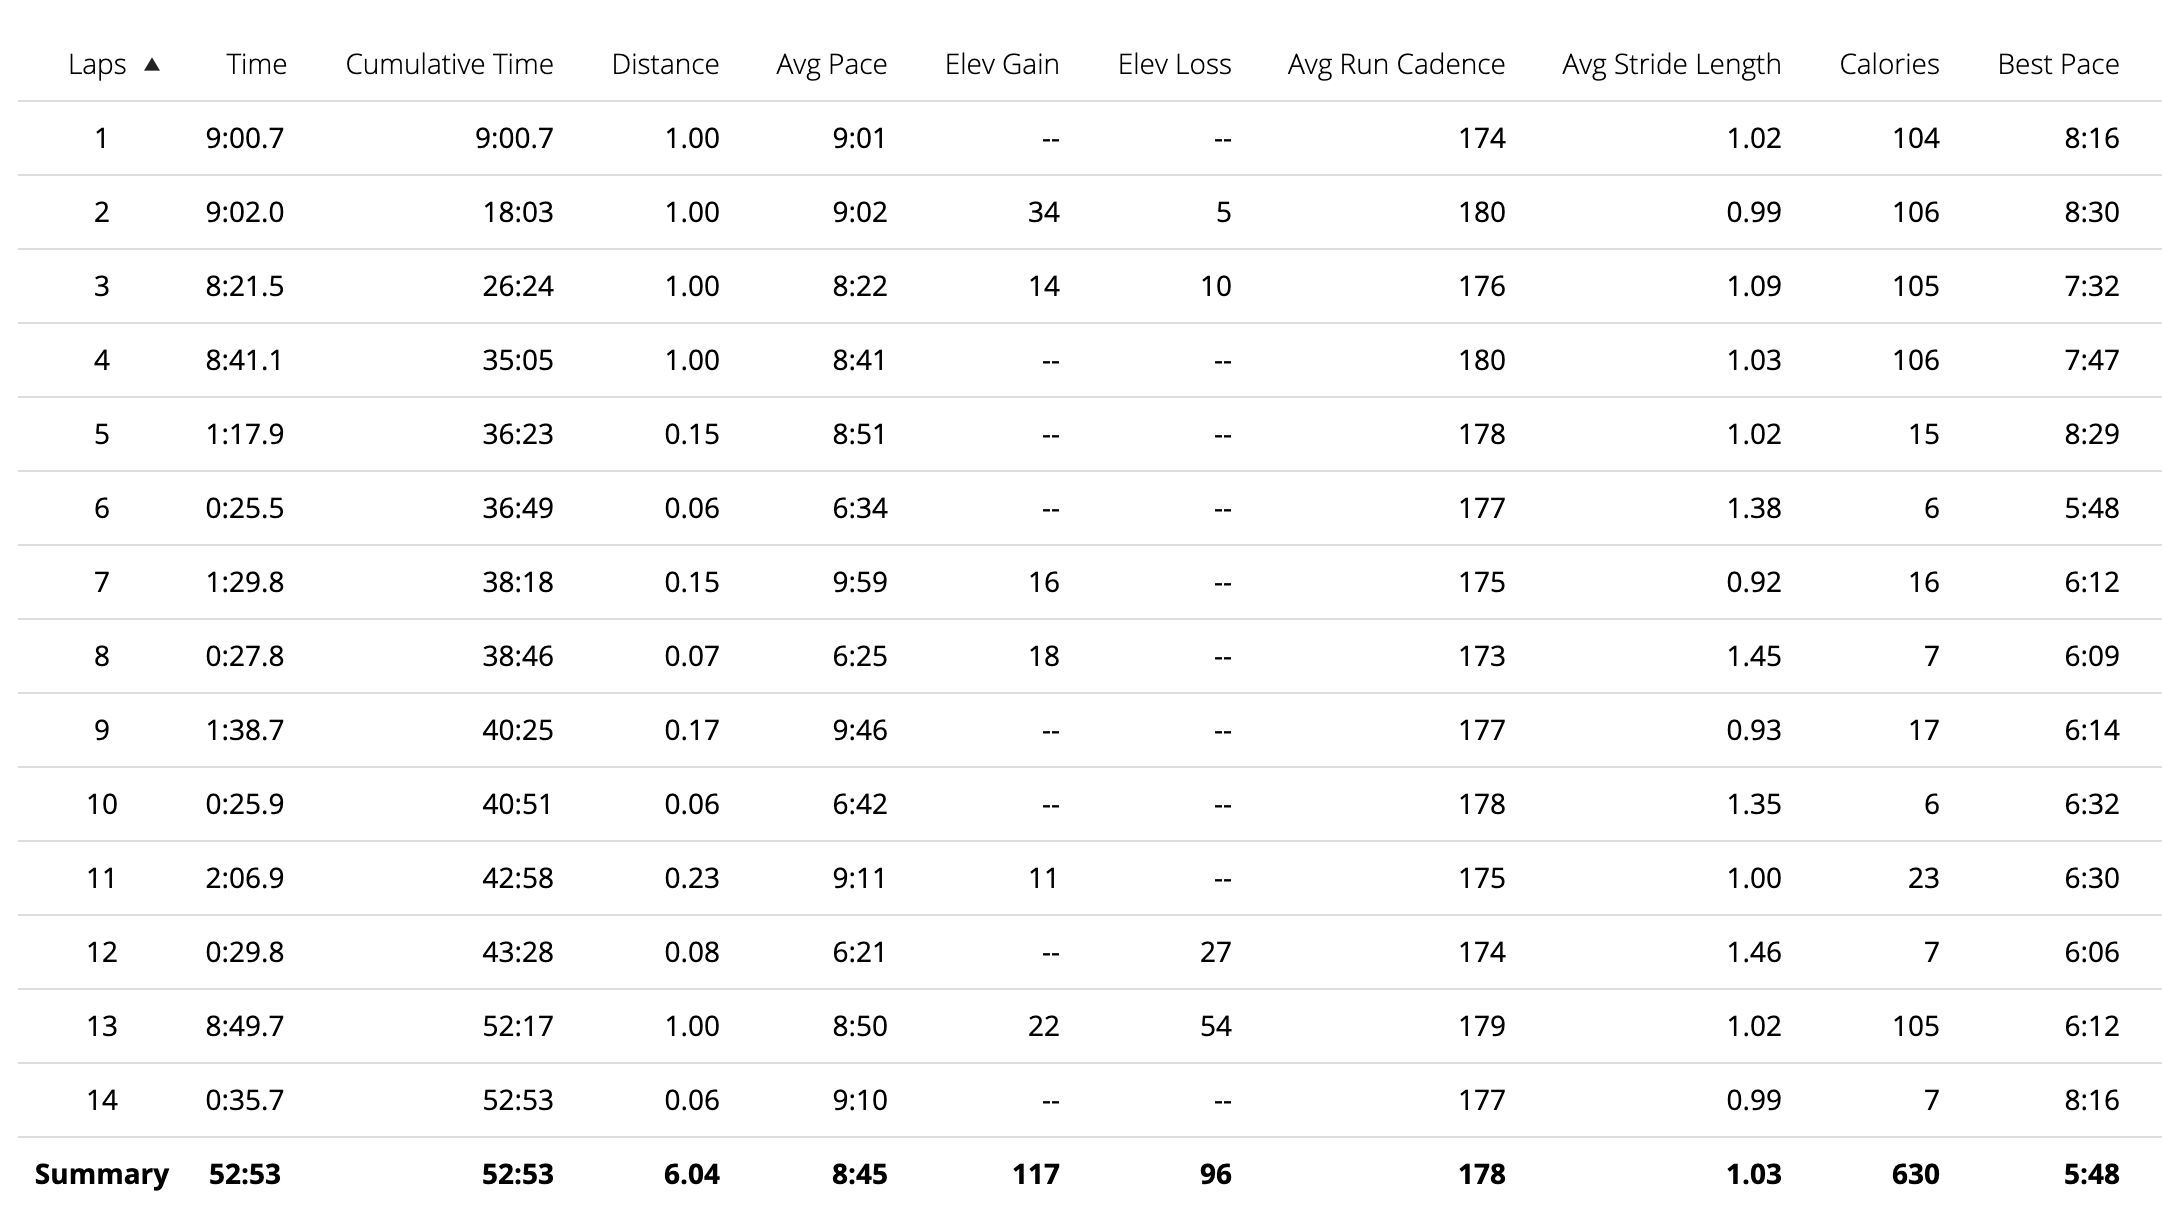 Laps ▲ Time Cumulative Time Distance Avg Pace Elev Gain Elev Loss Avg Run Cadence Avg Stride Length Calories Best Pace
1 9:00.7 9:00.7 1.00 9:01 -- -- 174 1.02 104 8:16
2 9:02.0 18:03 1.00 9:02 34 5 180 0.99 106 8:30
3 8:21.5 26:24 1.00 8:22 14 10 176 1.09 105 7:32
4 8:41.1 35:05 1.00 8:41 -- -- 180 1.03 106 7:47
5 1:17.9 36:23 0.15 8:51 -- -- 178 1.02 15 8:29
6 0:25.5 36:49 0.06 6:34 -- -- 177 1.38 6 5:48
7 1:29.8 38:18 0.15 9:59 16 -- 175 0.92 16 6:12
8 0:27.8 38:46 0.07 6:25 18 -- 173 1.45 7 6:09
9 1:38.7 40:25 0.17 9:46 -- -- 177 0.93 17 6:14
10 0:25.9 40:51 0.06 6:42 -- -- 178 1.35 6 6:32
11 2:06.9 42:58 0.23 9:11 11 -- 175 1.00 23 6:30
12 0:29.8 43:28 0.08 6:21 -- 27 174 1.46 7 6:06
13 8:49.7 52:17 1.00 8:50 22 54 179 1.02 105 6:12
14 0:35.7 52:53 0.06 9:10 -- -- 177 0.99 7 8:16
Summary 52:53 52:53 6.04 8:45 117 96 178 1.03 630 5:48